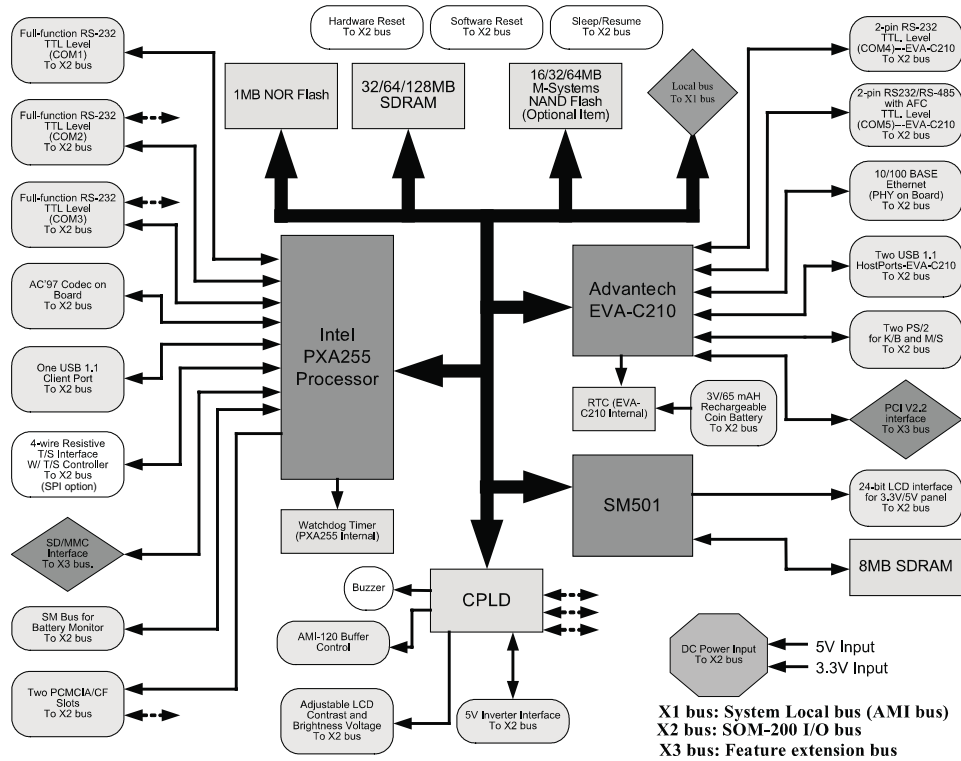 Hardware Reset
To X2 bus
Software Reset
To X2 bus
Sleep/Resume
To X2 bus
Full-function RS-232
TTL Level
(COM1)
To X2 bus
Full-function RS-232
TTL Level
(COM2)
To X2 bus
Full-function RS-232
TTL Level
(COM3)
To X2 bus
AC'97 Codec on
Board
To X2 bus
One USB 1.1
Client Port
To X2 bus
4-wire Resistive
T/S Interface
W/ T/S Controller
To X2 bus
(SPI option)
SD/MMC
Interface
To X3 bus.
SM Bus for
Battery Monitor
To X2 bus
Two PCMCIA/CF
Slots
To X2 bus
1MB NOR Flash
32/64/128MB
SDRAM
16/32/64MB
M-Systems
NAND Flash
(Optional Item)
Local bus
To X1 bus
Intel
PXA255
Processor
Watchdog Timer
(PXA255 Internal)
Advantech
EVA-C210
RTC (EVA-
C210 Internal)
3V/65 mAH
Rechargeable
Coin Battery
To X2 bus
SM501
CPLD
Buzzer
AMI-120 Buffer
Control
Adjustable LCD
Contrast and
Brightness Voltage
To X2 bus
5V Inverter Interface
To X2 bus
2-pin RS-232
TTL. Level
(COM4)---EVA-C210
To X2 bus
2-pin RS232/RS-485
with AFC
TTL. Level
(COM5)---EVA-C210
To X2 bus
10/100 BASE
Ethernet
(PHY on Board)
To X2 bus
Two USB 1.1
HostPorts-EVA-C210
To X2 bus
Two PS/2
for K/B and M/S
To X2 bus
PCI V2.2
interface
To X3 bus
24-bit LCD interface
for 3.3V/5V panel
To X2 bus
8MB SDRAM
DC Power Input
To X2 bus
5V Input
3.3V Input
X1 bus: System Local bus (AMI bus)
X2 bus: SOM-200 I/O bus
X3 bus: Feature extension bus